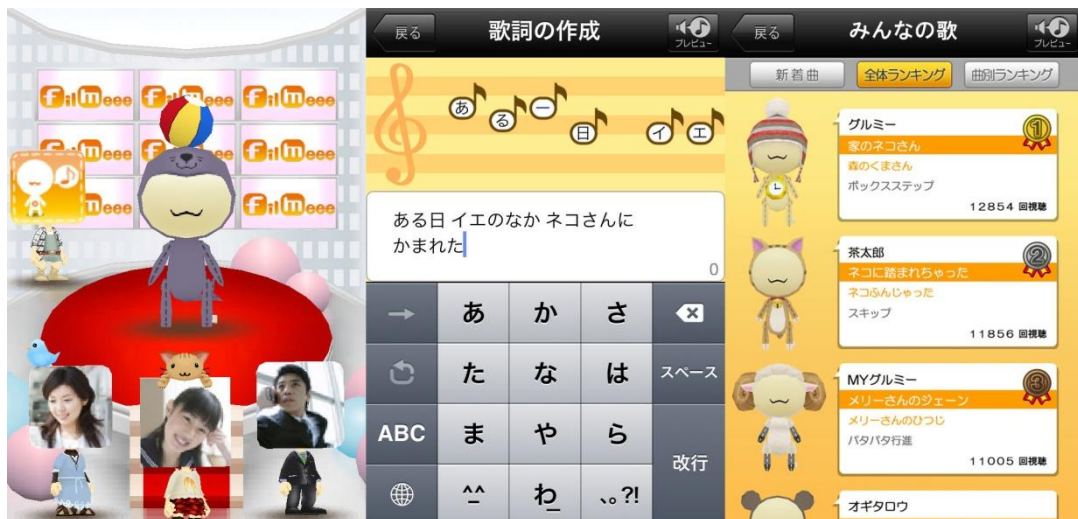 FilMeee FilMeee FilMeee
FilMeee FilMeee FilMeee
Meee FilMeee
戻る
歌詞の作成
プレビュー
あ る ー 日 イ エ
ある日 イエのなか ネコさんに
かまれた
0
→ あ か さ
た な は スペース
ABC ま や ら
改行
^^ わ 、。?!
戻る
みんなの歌
プレビュー
新着曲 全体ランキング 曲別ランキング
グルミー
1
家のネコさん
森のくまさん
ボックスステップ
12854 回視聴
茶太郎
2
ネコに踏まれちゃった
ネコふんじゃった
スキップ
11856 回視聴
MYグルミー
3
メリーさんのジェーン
メリーさんのひつじ
パタパタ行進
11005 回視聴
オギタロウ